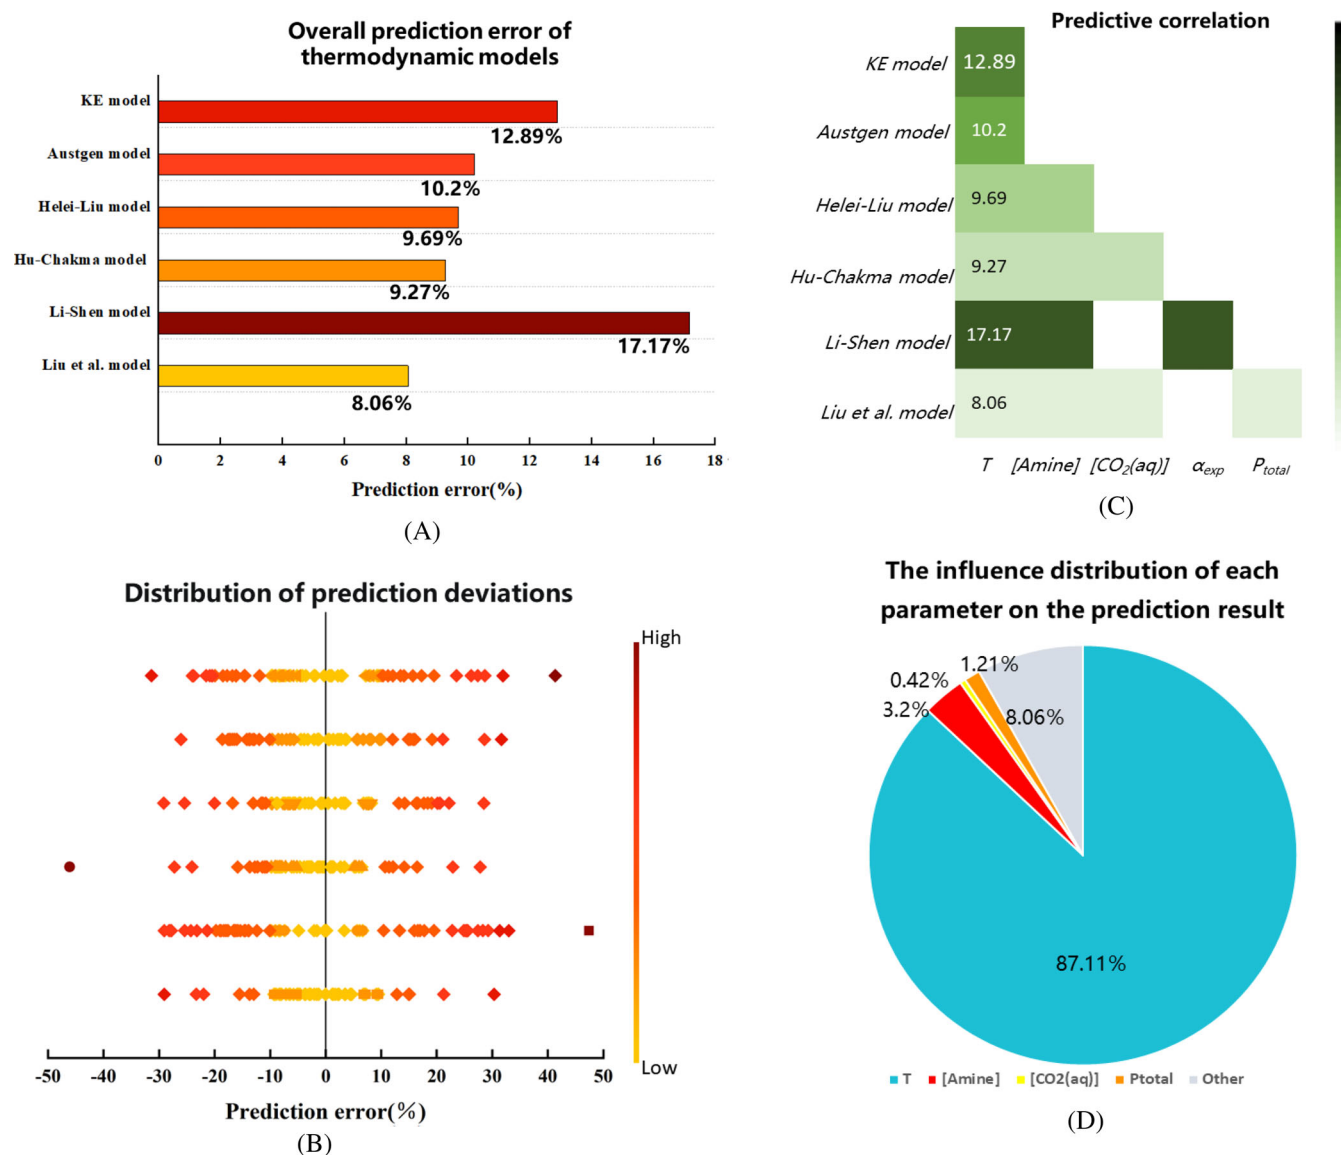 Overall prediction error of
thermodynamic models
KE model
12.89%
Austgen model
10.2%
Helei-Liu model
9.69%
Hu-Chakma model
9.27%
Li-Shen model
17.17%
Liu et al. model
8.06%
0 2 4 6 8 10 12 14 16 18
Prediction error(%)
(A)
Predictive correlation
KE model 12.89
Austgen model 10.2
Helei-Liu model 9.69
Hu-Chakma model 9.27
Li-Shen model 17.17
Liu et al. model 8.06
T [Amine] [CO₂(aq)] αexp Ptotal
(C)
Distribution of prediction deviations
High
Low
-50 -40 -30 -20 -10 0 10 20 30 40 50
Prediction error(%)
(B)
The influence distribution of each
parameter on the prediction result
1.21%
0.42%
3.2%
8.06%
87.11%
T [Amine] [CO2(aq)] Ptotal Other
(D)